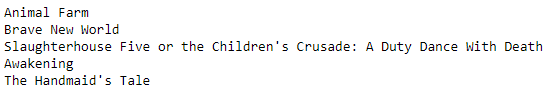 Animal Farm
Brave New World
Slaughterhouse Five or the Children's Crusade: A Duty Dance With Death
Awakening
The Handmaid's Tale